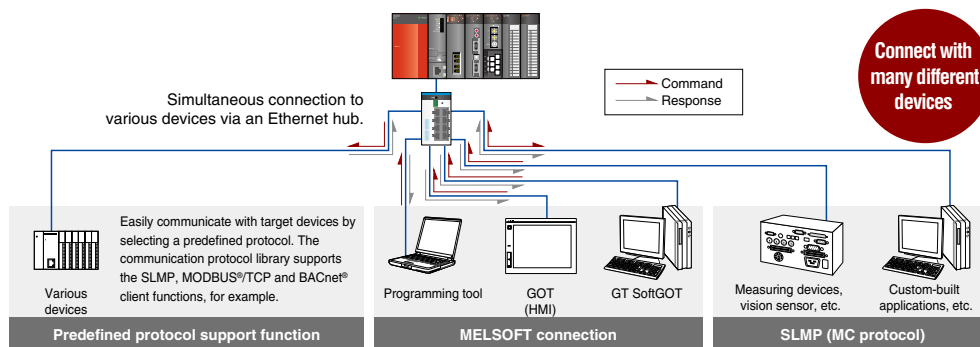 Simultaneous connection to
various devices via an Ethernet hub.
Command
Response
Connect with
many different
devices
Various
devices
Easily communicate with target devices by
selecting a predefined protocol. The
communication protocol library supports
the SLMP, MODBUS®/TCP and BACnet®
client functions, for example.
Predefined protocol support function
Programming tool
GOT
(HMI)
GT SoftGOT
MELSOFT connection
Measuring devices,
vision sensor, etc.
Custom-built
applications, etc.
SLMP (MC protocol)